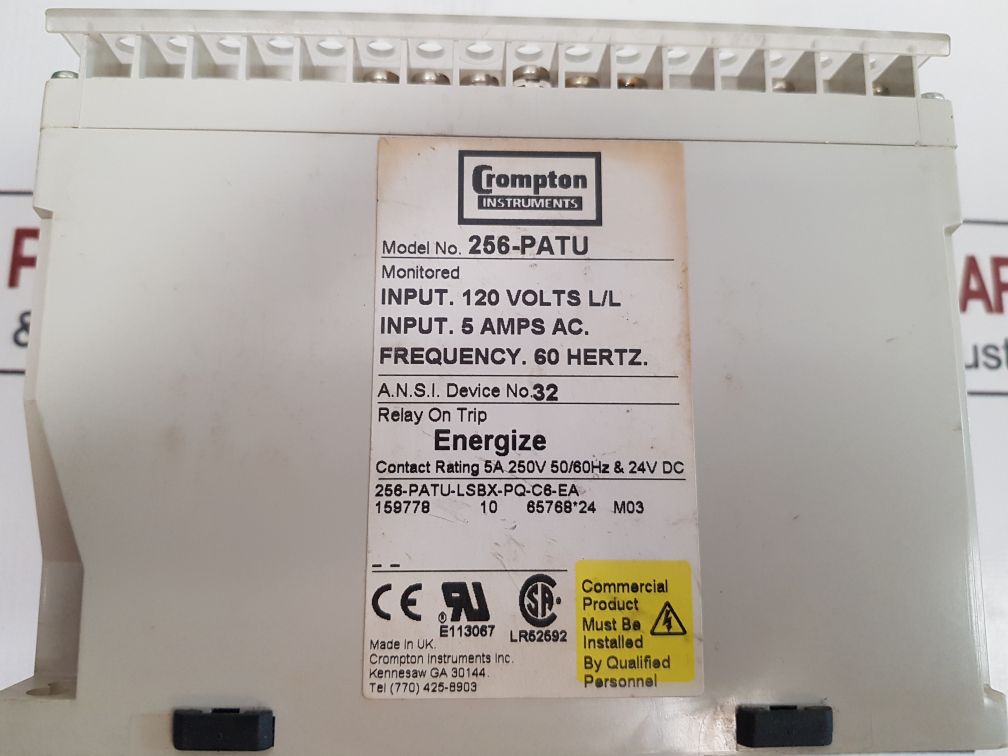 Crompton
INSTRUMENTS
Model No. 256-PATU
Monitored
INPUT. 120 VOLTS L/L
INPUT. 5 AMPS AC.
FREQUENCY. 60 HERTZ.
A.N.S.I. Device No.32
Relay On Trip
Energize
Contact Rating 5A 250V 50/60Hz & 24V DC
256-PATU-LSBX-PQ-C6-EA
159778 10 65768*24 M03
CE
E113067
LR52592
Made in UK.
Crompton Instruments Inc.
Kennesaw GA 30144.
Tel (770) 425-8903
Commercial
Product
Must Be
Installed
By Qualified
Personnel